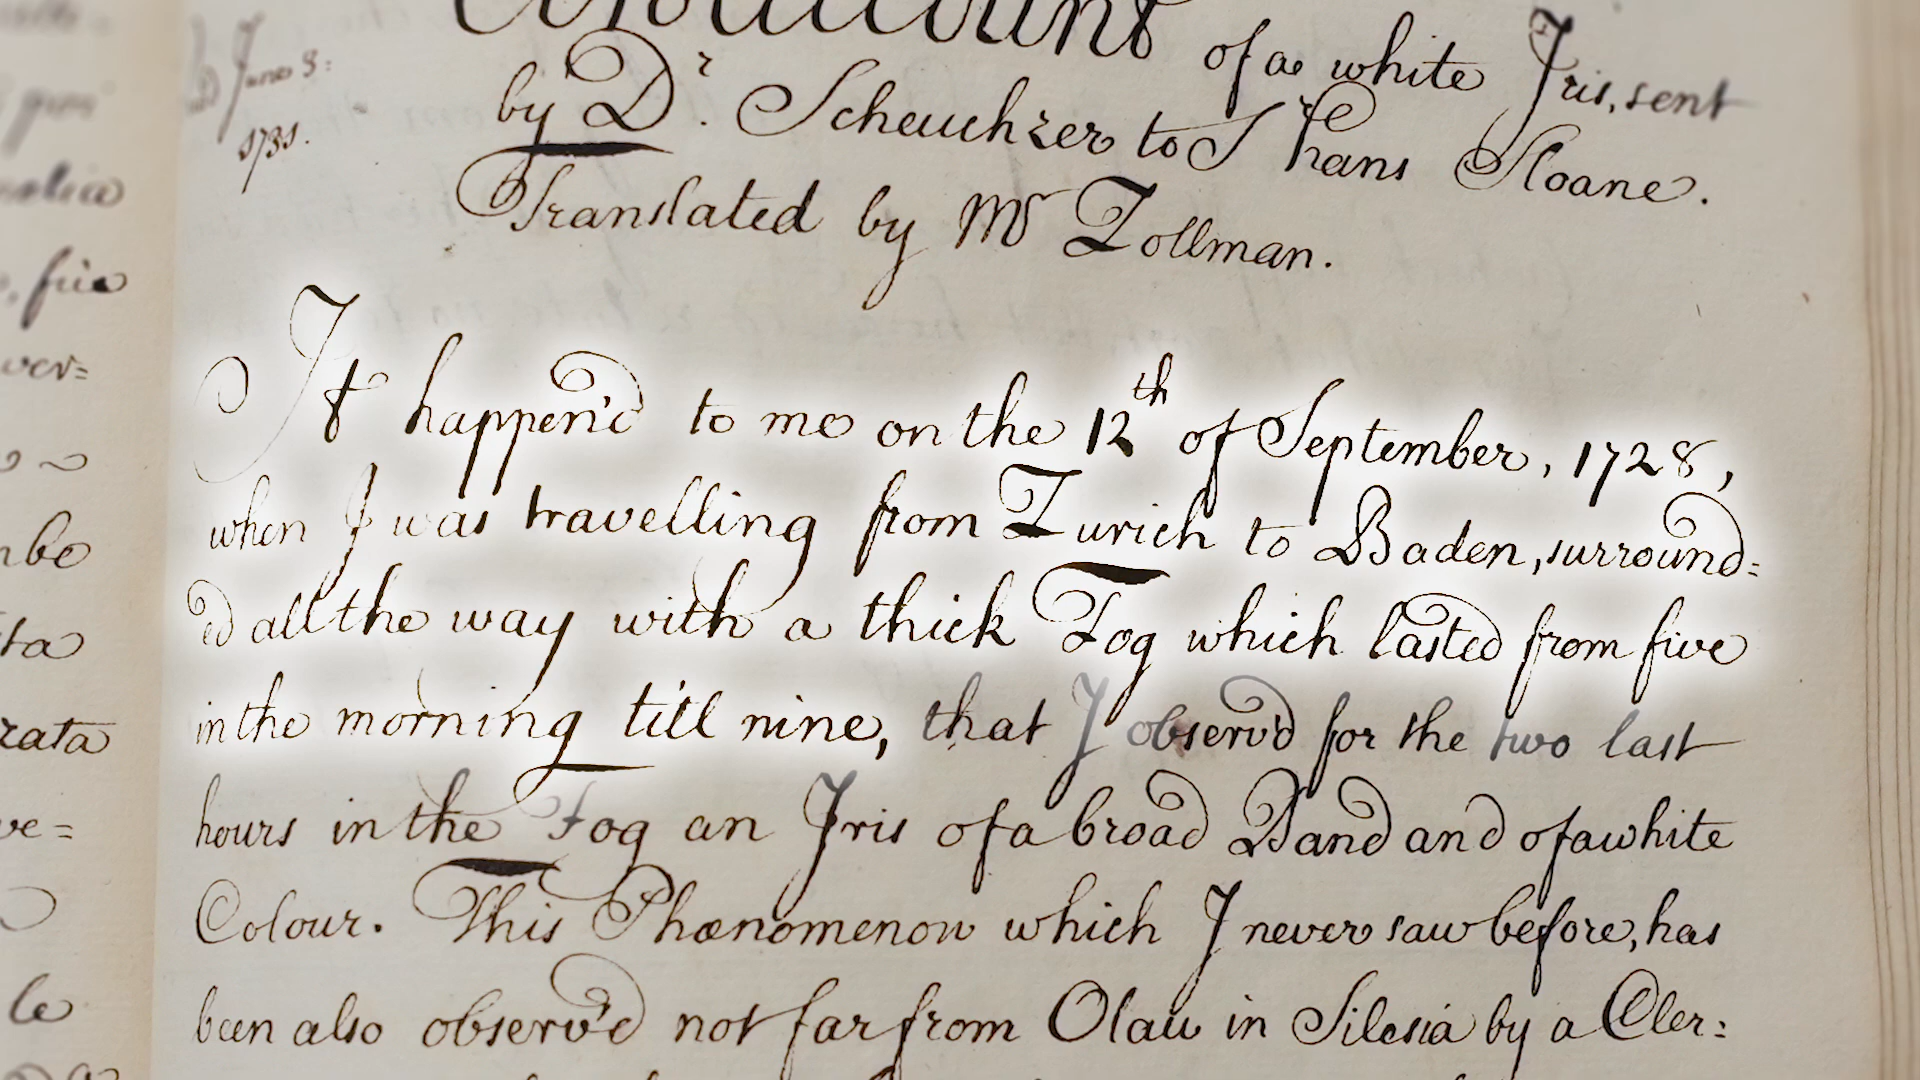 Account of a white Iris, sent
by Dr. Scheuchzer to Sr Hans Sloane.
Translated by Mr Zollman.
June 3:
1731.
It happen'd to me on the 12th of September, 1728,
when I was travelling from Zurich to Baden, surround=
ed all the way with a thick Fog which lasted from five
in the morning till nine, that I observ'd for the two last
hours in the Fog an Iris of a broad Band and of a white
Colour. This Phænomenon which I never saw before, has
been also observ'd not far from Olau in Silesia by a Cler=